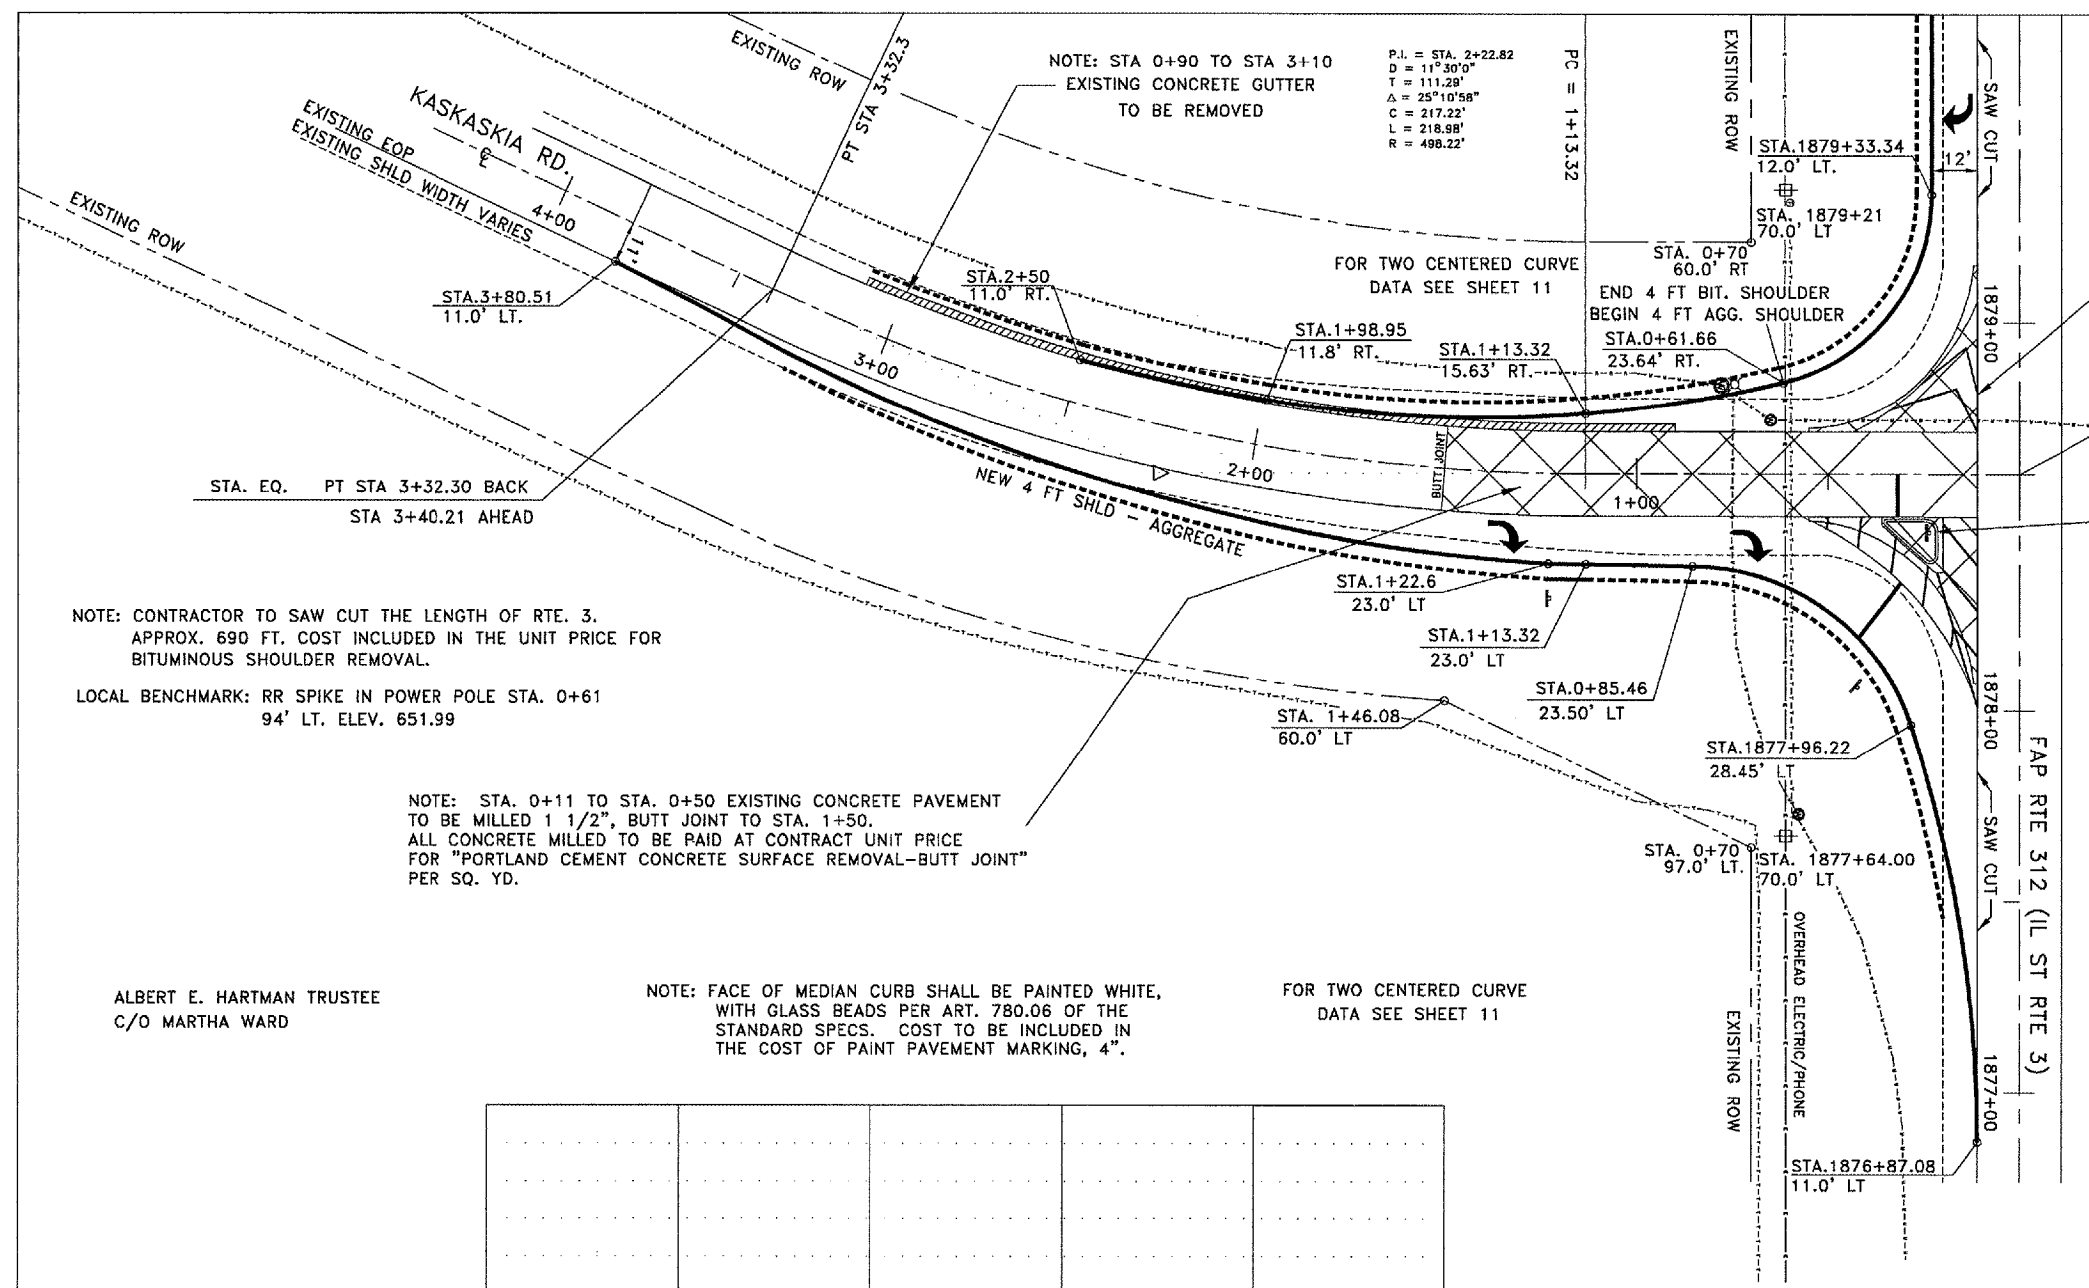 EXISTING ROW
PT STA 3+32.3
NOTE: STA 0+90 TO STA 3+10
EXISTING CONCRETE GUTTER
TO BE REMOVED
P.I. = STA. 2+22.82
D = 11°30'0"
T = 111.29'
Δ = 25°10'58"
C = 217.22'
L = 218.98'
R = 498.22'
PC = 1+13.32
EXISTING ROW
SAW CUT
STA.1879+33.34
12.0' LT.
12'
STA. 1879+21
70.0' LT
STA. 0+70
60.0' RT
KASKASKIA RD.
EXISTING EOP
EXISTING SHLD WIDTH VARIES
℄
4+00
11'
EXISTING ROW
STA.3+80.51
11.0' LT.
STA.2+50
11.0' RT.
FOR TWO CENTERED CURVE
DATA SEE SHEET 11
END 4 FT BIT. SHOULDER
BEGIN 4 FT AGG. SHOULDER
STA.0+61.66
23.64' RT.
STA.1+98.95
11.8' RT.
STA.1+13.32
15.63' RT.
1879+00
3+00
2+00
BUTT JOINT
1+00
NEW 4 FT SHLD - AGGREGATE
STA. EQ. PT STA 3+32.30 BACK
STA 3+40.21 AHEAD
STA.1+22.6
23.0' LT
STA.1+13.32
23.0' LT
STA.0+85.46
23.50' LT
STA. 1+46.08
60.0' LT
STA.1877+96.22
28.45' LT
1878+00
NOTE: CONTRACTOR TO SAW CUT THE LENGTH OF RTE. 3.
APPROX. 690 FT. COST INCLUDED IN THE UNIT PRICE FOR
BITUMINOUS SHOULDER REMOVAL.
LOCAL BENCHMARK: RR SPIKE IN POWER POLE STA. 0+61
94' LT. ELEV. 651.99
NOTE: STA. 0+11 TO STA. 0+50 EXISTING CONCRETE PAVEMENT
TO BE MILLED 1 1/2", BUTT JOINT TO STA. 1+50.
ALL CONCRETE MILLED TO BE PAID AT CONTRACT UNIT PRICE
FOR "PORTLAND CEMENT CONCRETE SURFACE REMOVAL-BUTT JOINT"
PER SQ. YD.
STA. 0+70
97.0' LT.
STA. 1877+64.00
70.0' LT
SAW CUT
FAP RTE 312 (IL ST RTE 3)
OVERHEAD ELECTRIC/PHONE
EXISTING ROW
ALBERT E. HARTMAN TRUSTEE
C/O MARTHA WARD
NOTE: FACE OF MEDIAN CURB SHALL BE PAINTED WHITE,
WITH GLASS BEADS PER ART. 780.06 OF THE
STANDARD SPECS. COST TO BE INCLUDED IN
THE COST OF PAINT PAVEMENT MARKING, 4".
FOR TWO CENTERED CURVE
DATA SEE SHEET 11
1877+00
STA.1876+87.08
11.0' LT